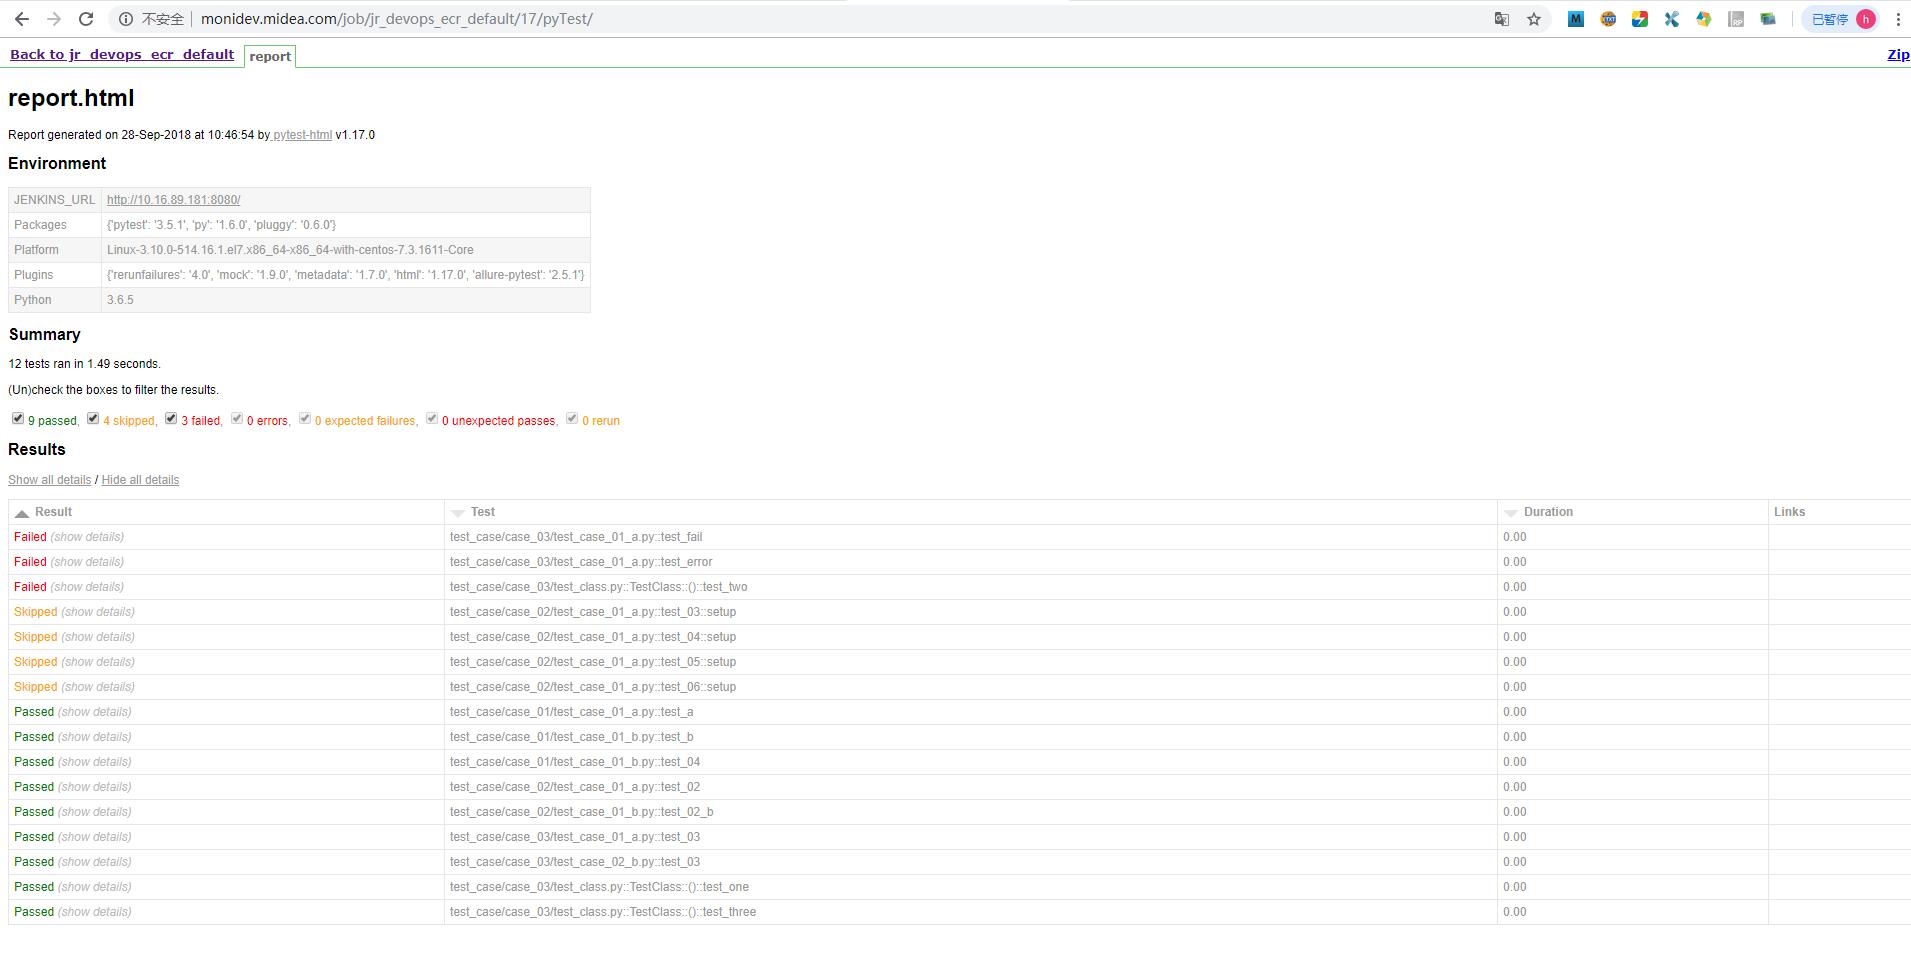 不安全 | monidev.midea.com/job/jr_devops_ecr_default/17/pyTest/ M TXT RP 已暂停 h
Back to jr_devops_ecr_default report Zip
report.html
Report generated on 28-Sep-2018 at 10:46:54 by pytest-html v1.17.0
Environment
JENKINS_URL http://10.16.89.181:8080/
Packages {'pytest': '3.5.1', 'py': '1.6.0', 'pluggy': '0.6.0'}
Platform Linux-3.10.0-514.16.1.el7.x86_64-x86_64-with-centos-7.3.1611-Core
Plugins {'rerunfailures': '4.0', 'mock': '1.9.0', 'metadata': '1.7.0', 'html': '1.17.0', 'allure-pytest': '2.5.1'}
Python 3.6.5
Summary
12 tests ran in 1.49 seconds.
(Un)check the boxes to filter the results.
9 passed, 4 skipped, 3 failed, 0 errors, 0 expected failures, 0 unexpected passes, 0 rerun
Results
Show all details / Hide all details
Result Test Duration Links
Failed (show details) test_case/case_03/test_case_01_a.py::test_fail 0.00
Failed (show details) test_case/case_03/test_case_01_a.py::test_error 0.00
Failed (show details) test_case/case_03/test_class.py::TestClass::()::test_two 0.00
Skipped (show details) test_case/case_02/test_case_01_a.py::test_03::setup 0.00
Skipped (show details) test_case/case_02/test_case_01_a.py::test_04::setup 0.00
Skipped (show details) test_case/case_02/test_case_01_a.py::test_05::setup 0.00
Skipped (show details) test_case/case_02/test_case_01_a.py::test_06::setup 0.00
Passed (show details) test_case/case_01/test_case_01_a.py::test_a 0.00
Passed (show details) test_case/case_01/test_case_01_b.py::test_b 0.00
Passed (show details) test_case/case_01/test_case_01_b.py::test_04 0.00
Passed (show details) test_case/case_02/test_case_01_a.py::test_02 0.00
Passed (show details) test_case/case_02/test_case_01_b.py::test_02_b 0.00
Passed (show details) test_case/case_03/test_case_01_a.py::test_03 0.00
Passed (show details) test_case/case_03/test_case_02_b.py::test_03 0.00
Passed (show details) test_case/case_03/test_class.py::TestClass::()::test_one 0.00
Passed (show details) test_case/case_03/test_class.py::TestClass::()::test_three 0.00